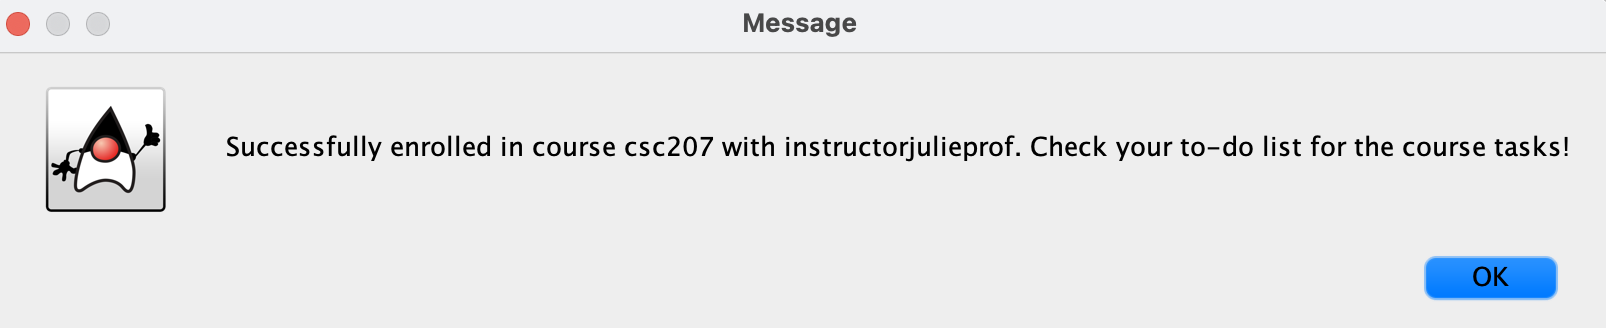 Message
Successfully enrolled in course csc207 with instructorjulieprof. Check your to-do list for the course tasks!
OK